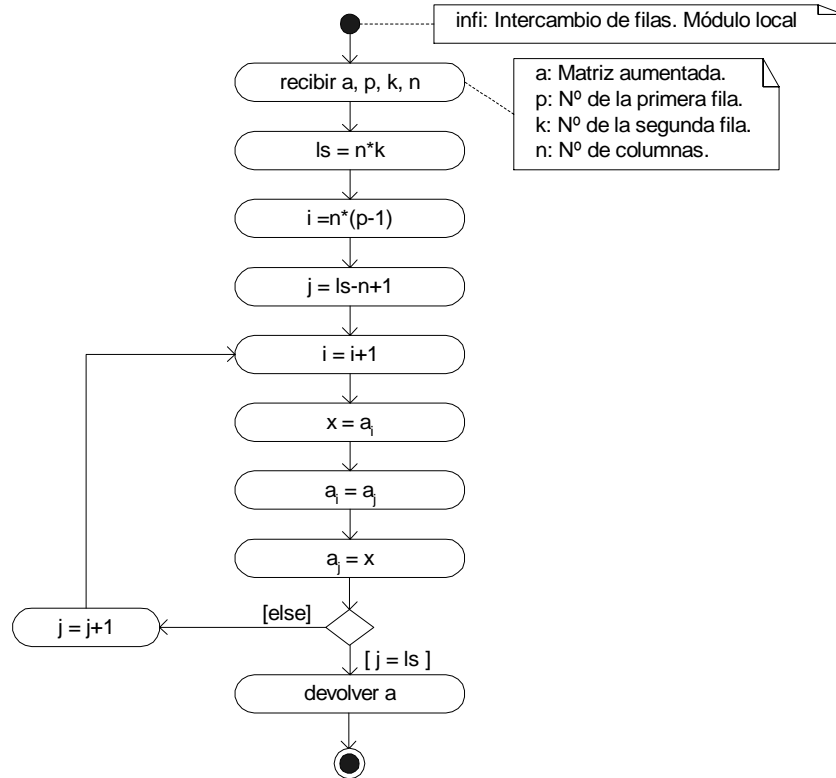 infi: Intercambio de filas. Módulo local
recibir a, p, k, n
a: Matriz aumentada.
p: Nº de la primera fila.
k: Nº de la segunda fila.
n: Nº de columnas.
ls = n*k
i =n*(p-1)
j = ls-n+1
i = i+1
x = aᵢ
aᵢ = aⱼ
aⱼ = x
[else]
j = j+1
[ j = ls ]
devolver a